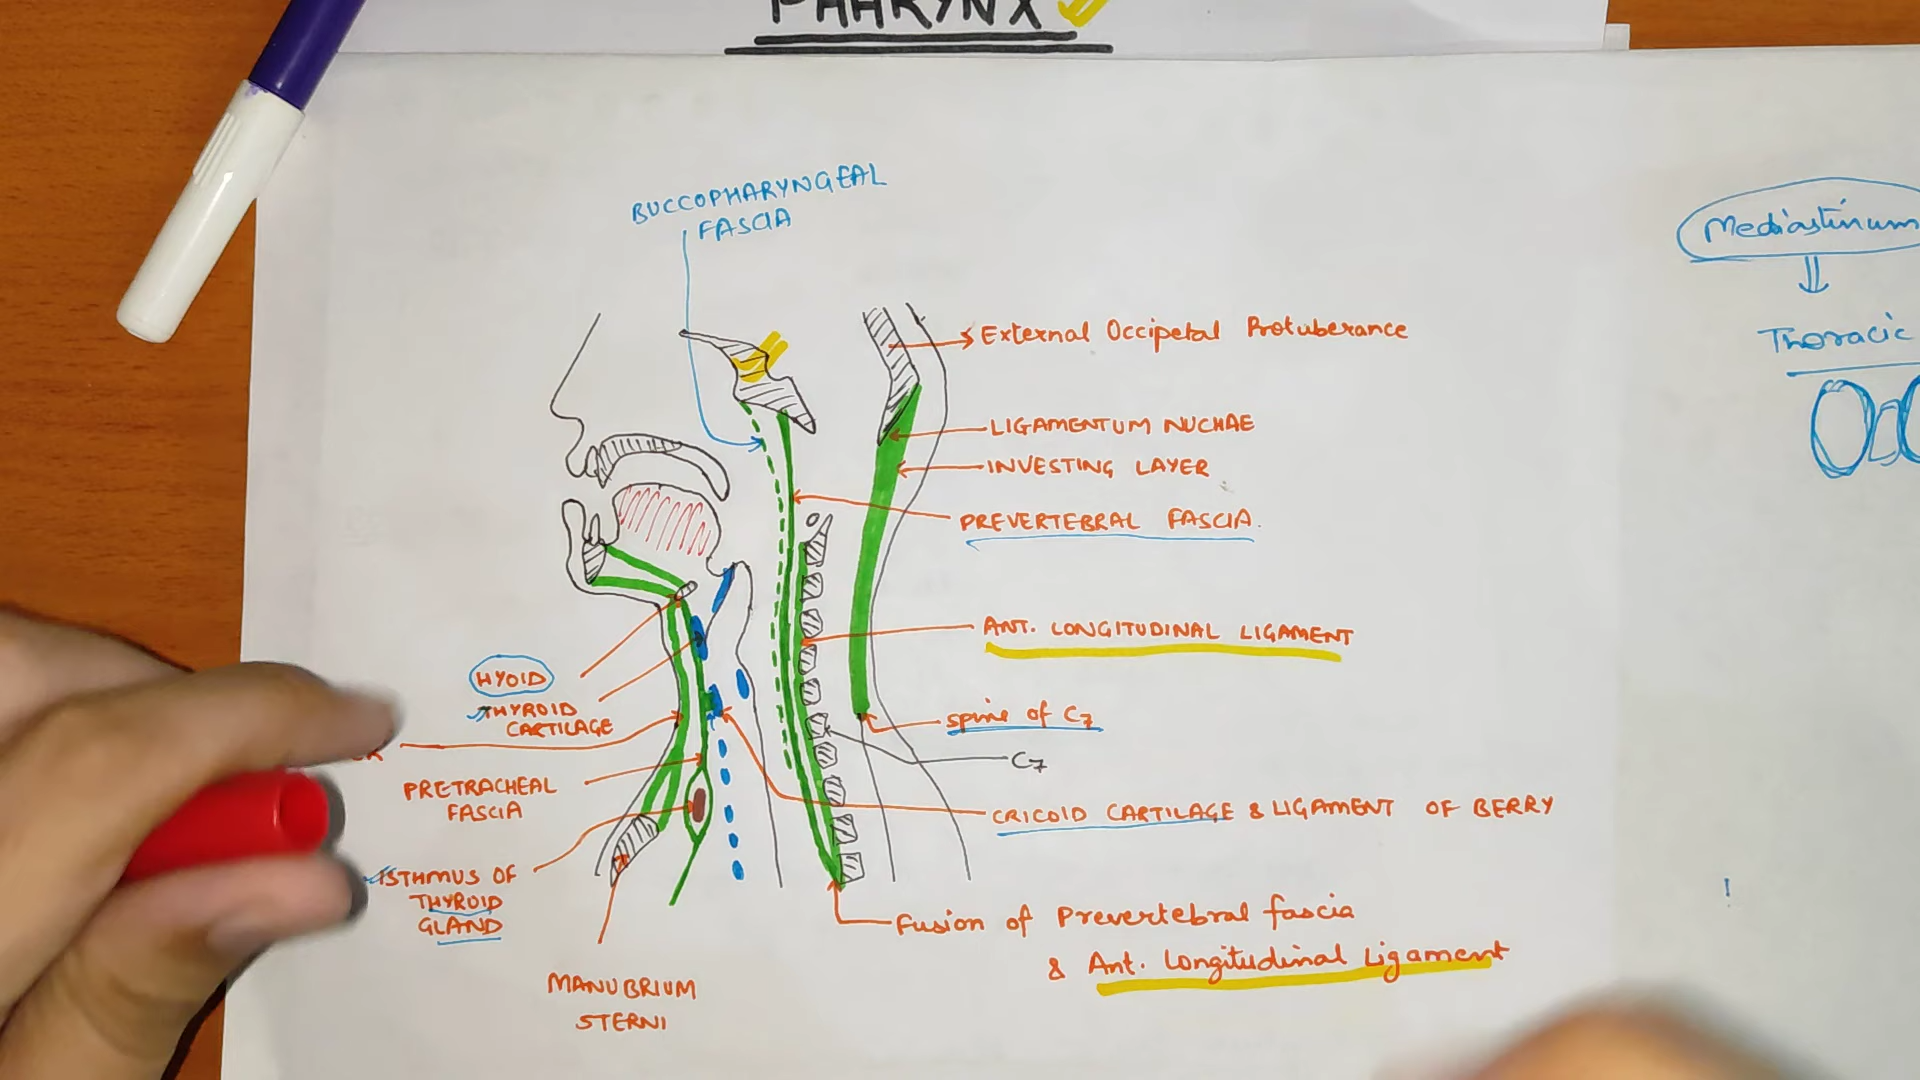 PHARYNX
BUCCOPHARYNGEAL
FASCIA
Mediastinum
Thoracic
External Occipetal Protuberance
LIGAMENTUM NUCHAE
INVESTING LAYER
PREVERTEBRAL FASCIA.
ANT. LONGITUDINAL LIGAMENT
HYOID
THYROID
CARTILAGE
spine of C7
C7
PRETRACHEAL
FASCIA
CRICOID CARTILAGE & LIGAMENT OF BERRY
ISTHMUS OF
THYROID
GLAND
Fusion of Prevertebral fascia
& Ant. Longitudinal Ligament
MANUBRIUM
STERNI